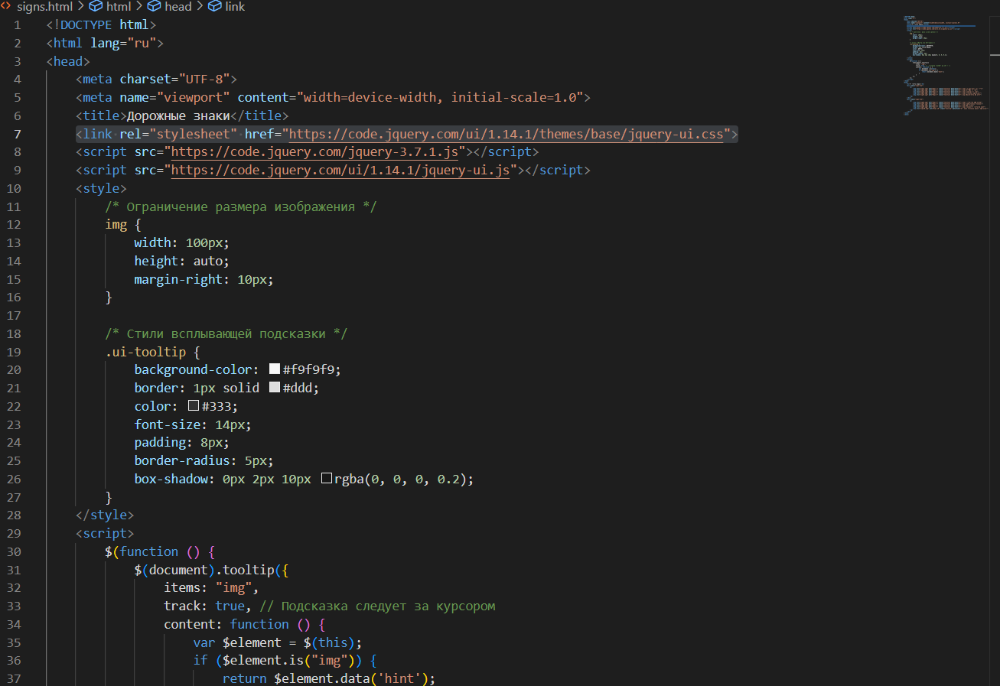 signs.html > html > head > link
1 <!DOCTYPE html>
2 <html lang="ru">
3 <head>
4 <meta charset="UTF-8">
5 <meta name="viewport" content="width=device-width, initial-scale=1.0">
6 <title>Дорожные знаки</title>
7 <link rel="stylesheet" href="https://code.jquery.com/ui/1.14.1/themes/base/jquery-ui.css">
8 <script src="https://code.jquery.com/jquery-3.7.1.js"></script>
9 <script src="https://code.jquery.com/ui/1.14.1/jquery-ui.js"></script>
10 <style>
11 /* Ограничение размера изображения */
12 img {
13 width: 100px;
14 height: auto;
15 margin-right: 10px;
16 }
17
18 /* Стили всплывающей подсказки */
19 .ui-tooltip {
20 background-color: #f9f9f9;
21 border: 1px solid #ddd;
22 color: #333;
23 font-size: 14px;
24 padding: 8px;
25 border-radius: 5px;
26 box-shadow: 0px 2px 10px rgba(0, 0, 0, 0.2);
27 }
28 </style>
29 <script>
30 $(function () {
31 $(document).tooltip({
32 items: "img",
33 track: true, // Подсказка следует за курсором
34 content: function () {
35 var $element = $(this);
36 if ($element.is("img")) {
37 return $element.data('hint');